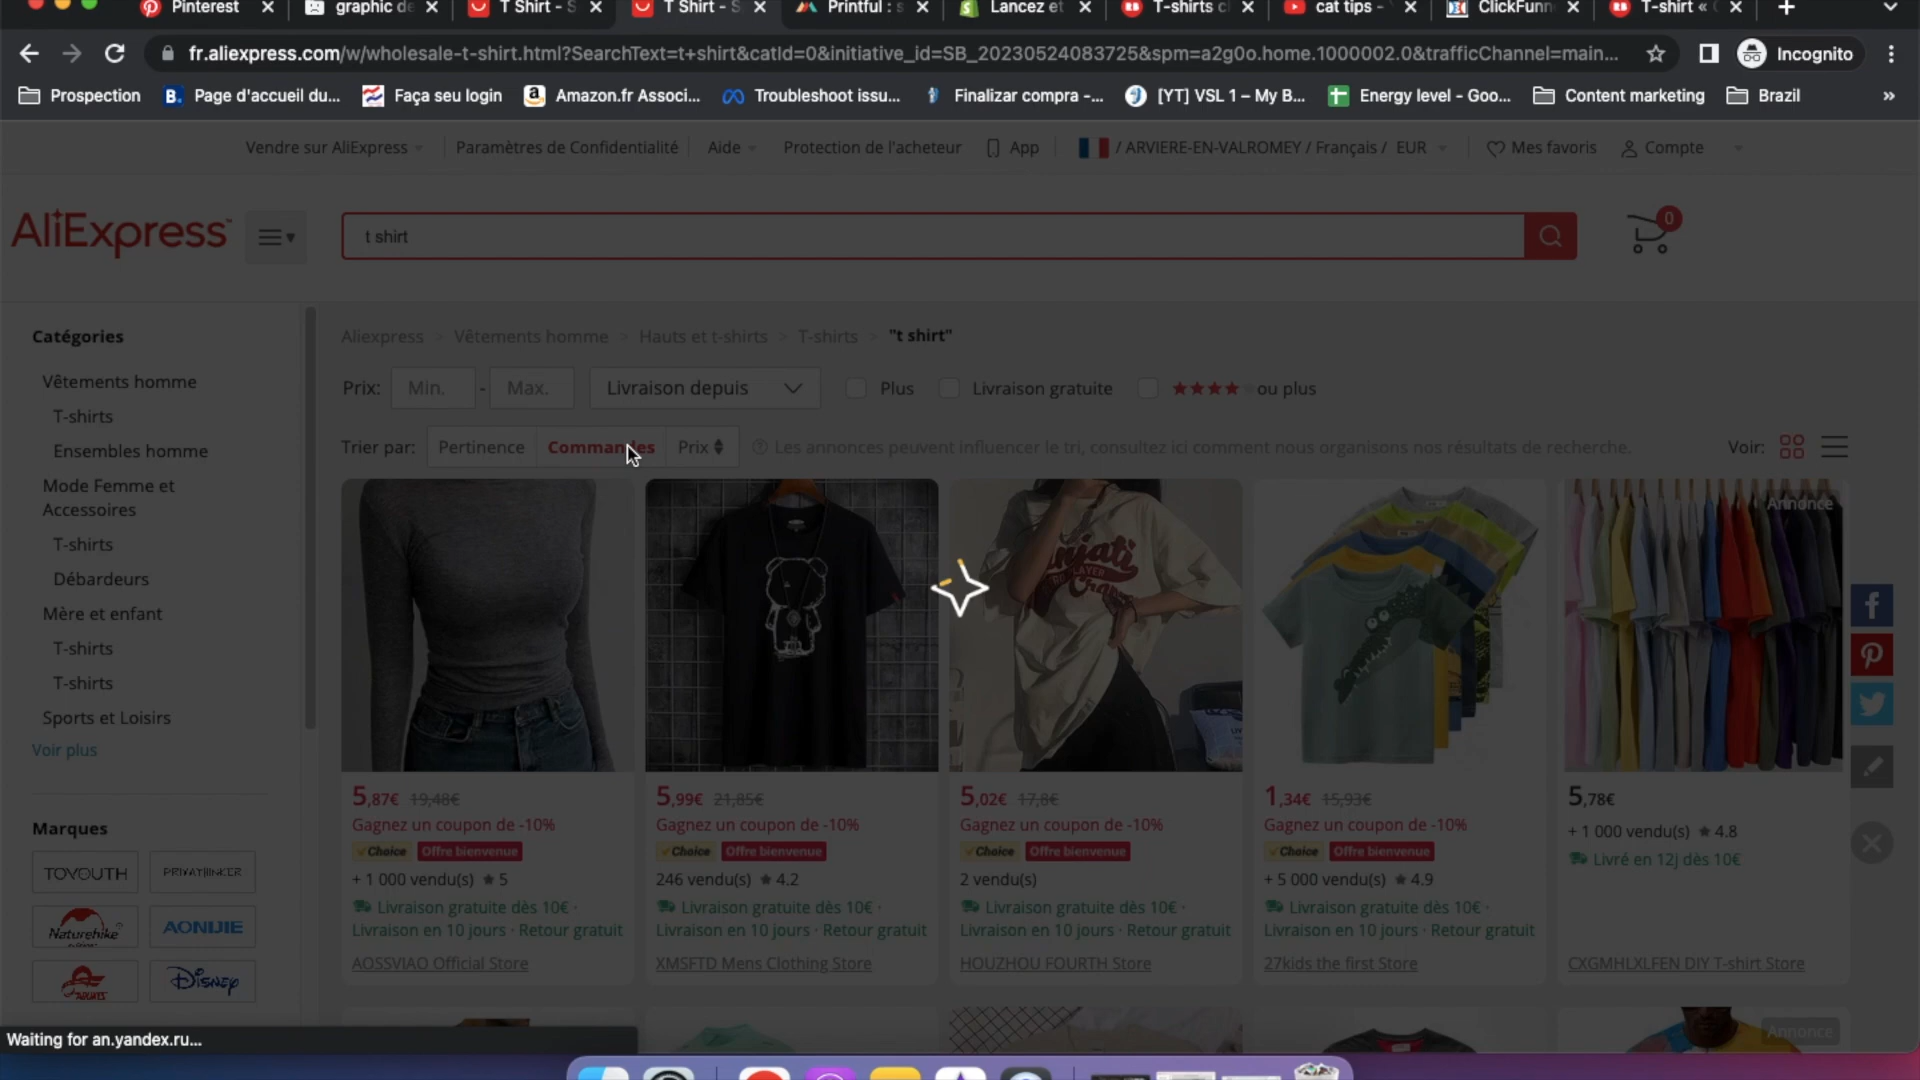 Pinterest
graphic de
T Shirt - S
T Shirt - S
Printful : s
Lancez et
T-shirts c
cat tips -
ClickFunn
T-shirt «
fr.aliexpress.com/w/wholesale-t-shirt.html?SearchText=t+shirt&catId=0&initiative_id=SB_20230524083725&spm=a2g0o.home.1000002.0&trafficChannel=main...
Incognito
Prospection
Page d'accueil du...
Faça seu login
Amazon.fr Associ...
Troubleshoot issu...
Finalizar compra -...
[YT] VSL 1 – My B...
Energy level - Goo...
Content marketing
Brazil
»
Vendre sur AliExpress
Paramètres de Confidentialité
Aide
Protection de l'acheteur
App
/ ARVIERE-EN-VALROMEY / Français / EUR
Mes favoris
Compte
AliExpress™
t shirt
0
Catégories
Vêtements homme
T-shirts
Ensembles homme
Mode Femme et
Accessoires
T-shirts
Débardeurs
Mère et enfant
T-shirts
T-shirts
Sports et Loisirs
Voir plus
Marques
TOYOUTH
PRIVATHINKER
Naturehike
AONIJIE
Disney
Aliexpress > Vêtements homme > Hauts et t-shirts > T-shirts > "t shirt"
Prix: Min. - Max. Livraison depuis Plus Livraison gratuite ★★★★ ou plus
Trier par: Pertinence Commandes Prix Les annonces peuvent influencer le tri, consultez ici comment nous organisons nos résultats de recherche. Voir:
Annonce
5,87€ 19,48€
Gagnez un coupon de -10%
Choice Offre bienvenue
+ 1 000 vendu(s) ★ 5
Livraison gratuite dès 10€ ·
Livraison en 10 jours · Retour gratuit
AOSSVIAO Official Store
5,99€ 21,85€
Gagnez un coupon de -10%
Choice Offre bienvenue
246 vendu(s) ★ 4.2
Livraison gratuite dès 10€ ·
Livraison en 10 jours · Retour gratuit
XMSFTD Mens Clothing Store
5,02€ 17,8€
Gagnez un coupon de -10%
Choice Offre bienvenue
2 vendu(s)
Livraison gratuite dès 10€ ·
Livraison en 10 jours · Retour gratuit
HOUZHOU FOURTH Store
1,34€ 15,93€
Gagnez un coupon de -10%
Choice Offre bienvenue
+ 5 000 vendu(s) ★ 4.9
Livraison gratuite dès 10€ ·
Livraison en 10 jours · Retour gratuit
27kids the first Store
5,78€
+ 1 000 vendu(s) ★ 4.8
Livré en 12j dès 10€
CXGMHLXLFEN DIY T-shirt Store
Annonce
Waiting for an.yandex.ru...